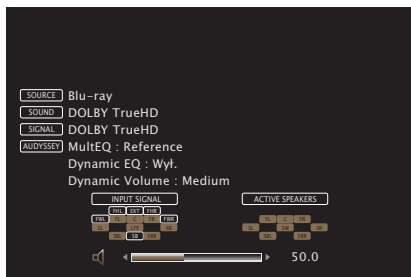 SOURCE Blu-ray
SOUND DOLBY TrueHD
SIGNAL DOLBY TrueHD
AUDYSSEY MultEQ : Reference
Dynamic EQ : Wył.
Dynamic Volume : Medium
INPUT SIGNAL
FHL EXT FHR
FWL FL C FR FWR
SL LFE SR
SBL SB SBR
ACTIVE SPEAKERS
FL C FR
SL SW SR
SBL SBR
50.0